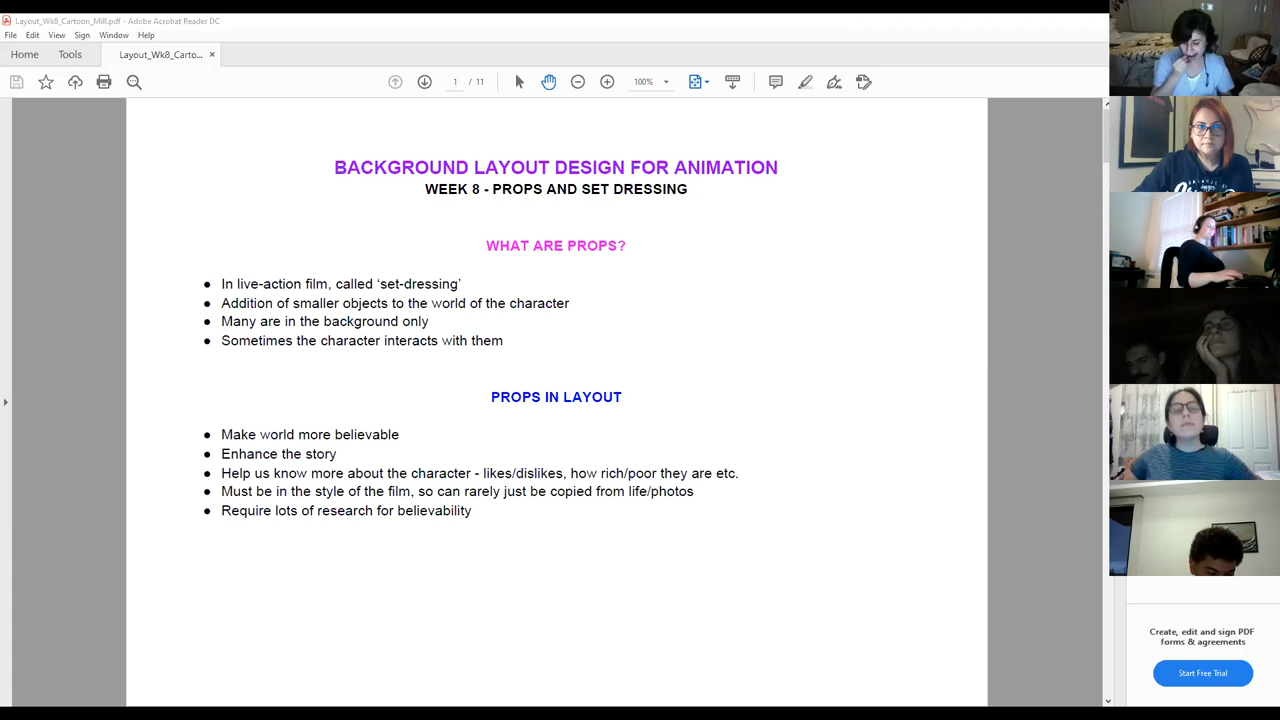 Layout_Wk8_Cartoon_Mill.pdf - Adobe Acrobat Reader DC
File Edit View Sign Window Help
Home Tools Layout_Wk8_Carto... ×
1 / 11 100%
BACKGROUND LAYOUT DESIGN FOR ANIMATION
WEEK 8 - PROPS AND SET DRESSING
WHAT ARE PROPS?
● In live-action film, called ‘set-dressing’
● Addition of smaller objects to the world of the character
● Many are in the background only
● Sometimes the character interacts with them
PROPS IN LAYOUT
● Make world more believable
● Enhance the story
● Help us know more about the character - likes/dislikes, how rich/poor they are etc.
● Must be in the style of the film, so can rarely just be copied from life/photos
● Require lots of research for believability
Create, edit and sign PDF
forms & agreements
Start Free Trial